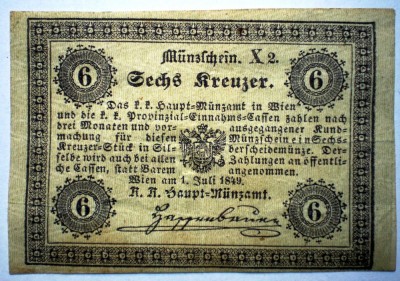 Münzschein. X 2.
6 Sechs Kreuzer. 6
Das k. k. Haupt-Münzamt in Wien
und die k. k. Provinzial-Einnahms-Cassen zahlen nach
drei Monaten und vor- ausgegangener Kund-
machung für diesen Münzschein ein Sechs-
Kreuzer-Stück in Sil- berscheidemünze. Der-
selbe wird auch bei allen Zahlungen an öffentli-
che Cassen, statt Barem angenommen.
Wien am 1. Juli 1849.
6 K. K. Haupt-Münzamt. 6